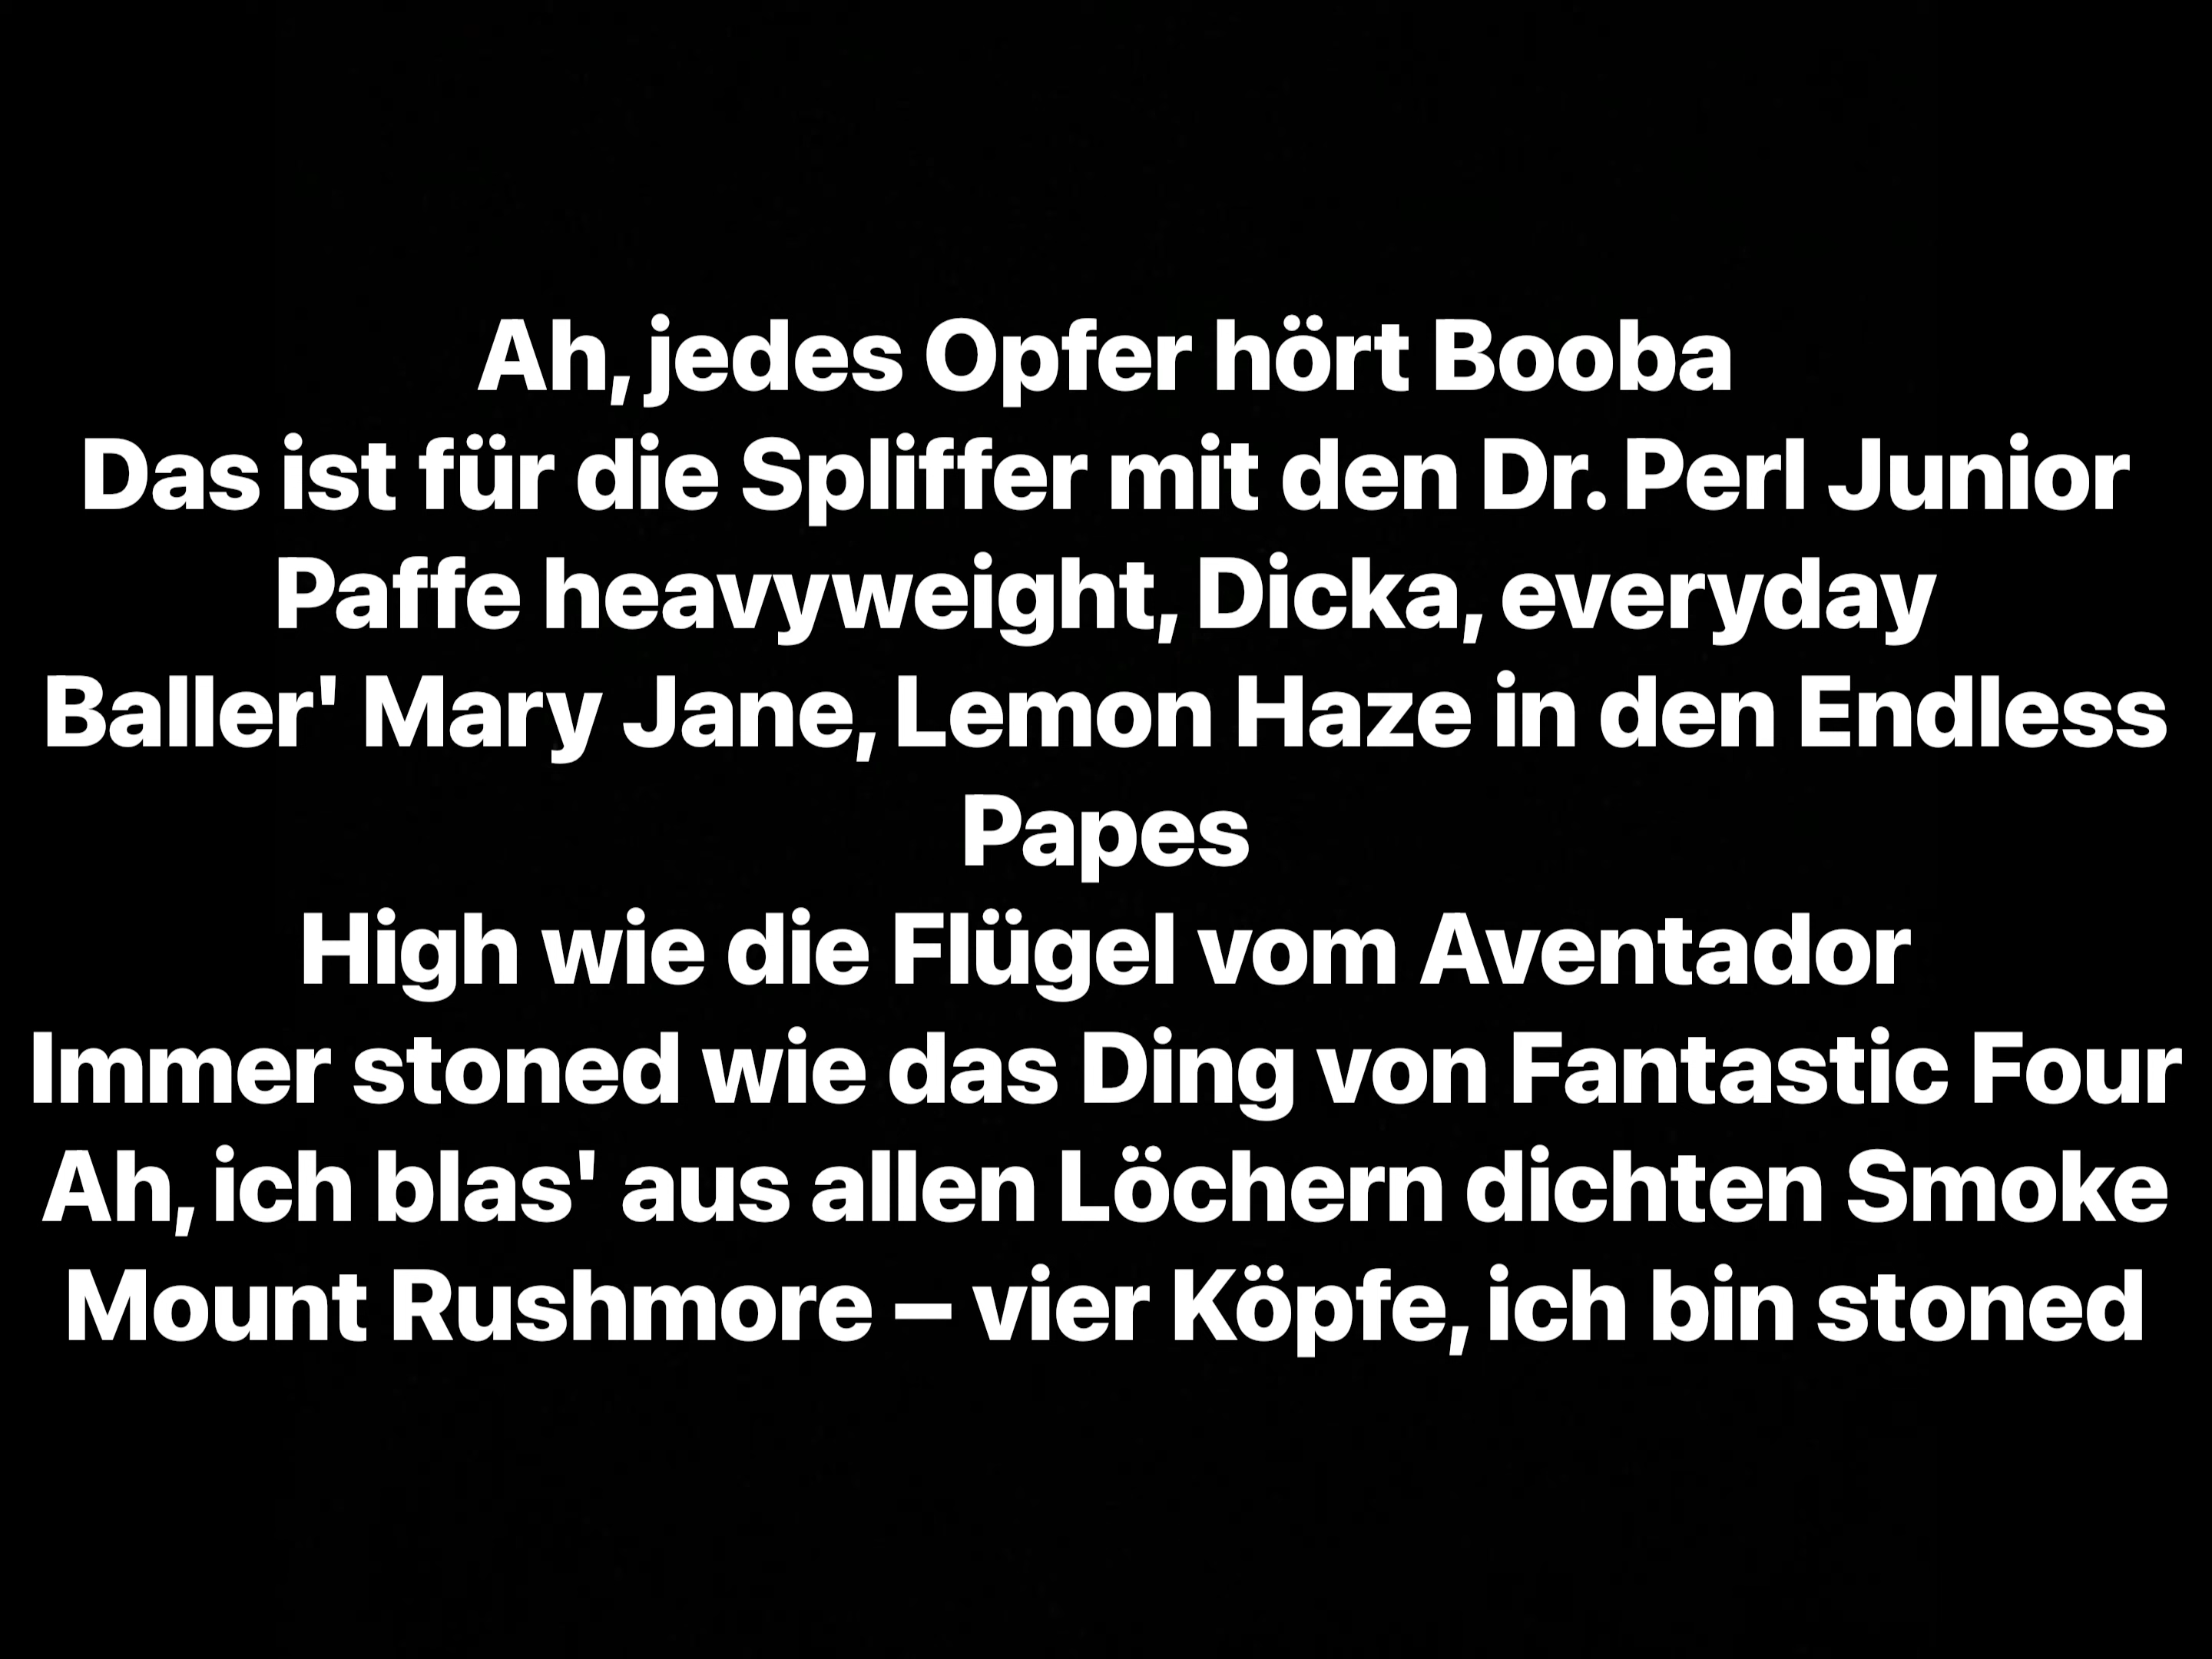 Ah, jedes Opfer hört Booba
Das ist für die Spliffer mit den Dr. Perl Junior
Paffe heavyweight, Dicka, everyday
Baller' Mary Jane, Lemon Haze in den Endless
Papes
High wie die Flügel vom Aventador
Immer stoned wie das Ding von Fantastic Four
Ah, ich blas' aus allen Löchern dichten Smoke
Mount Rushmore – vier Köpfe, ich bin stoned